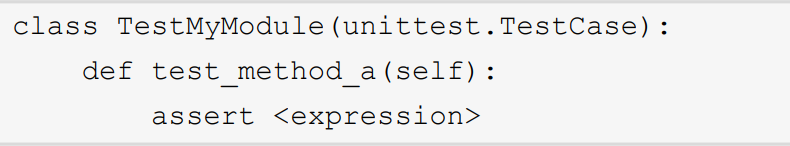 class TestMyModule(unittest.TestCase):
    def test_method_a(self):
        assert <expression>